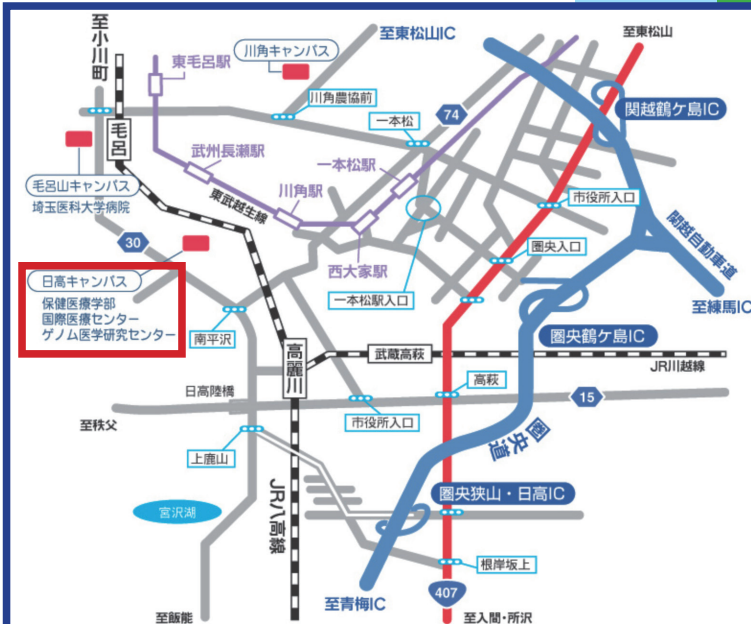 至小川町
毛呂
東毛呂駅
川角キャンパス
至東松山IC
至東松山
川角農協前
74
一本松
関越鶴ケ島IC
武州長瀬駅
一本松駅
毛呂山キャンパス
埼玉医科大学病院
東武越生線
川角駅
市役所入口
関越自動車道
30
西大家駅
圏央入口
日高キャンパス
保健医療学部
国際医療センター
ゲノム医学研究センター
一本松駅入口
至練馬IC
南平沢
圏央鶴ケ島IC
高麗川
武蔵高萩
JR川越線
日高陸橋
高萩
15
至秩父
市役所入口
圏央道
上鹿山
JR八高線
圏央狭山・日高IC
宮沢湖
根岸坂上
至青梅IC
407
至飯能
至入間・所沢